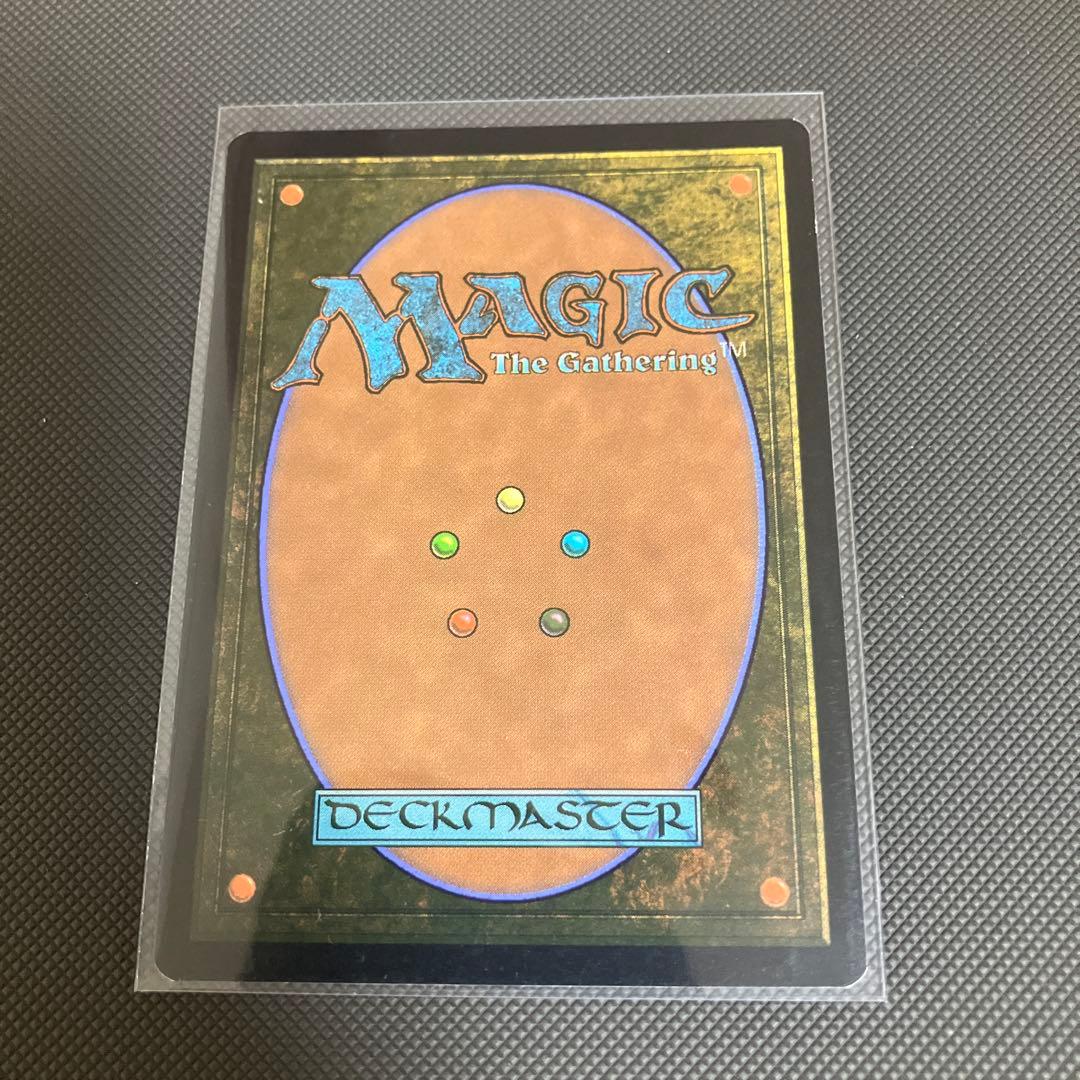 MAGIC
The Gathering™
DECKMASTER